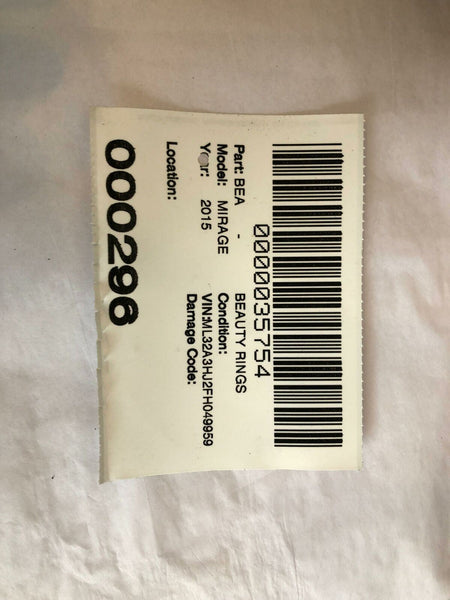 0000035754
Part: BEA - BEAUTY RINGS
Model: MIRAGE Condition:
Year: 2015 VIN:ML32A3HJ2FH049959
Damage Code:
Location:
000296